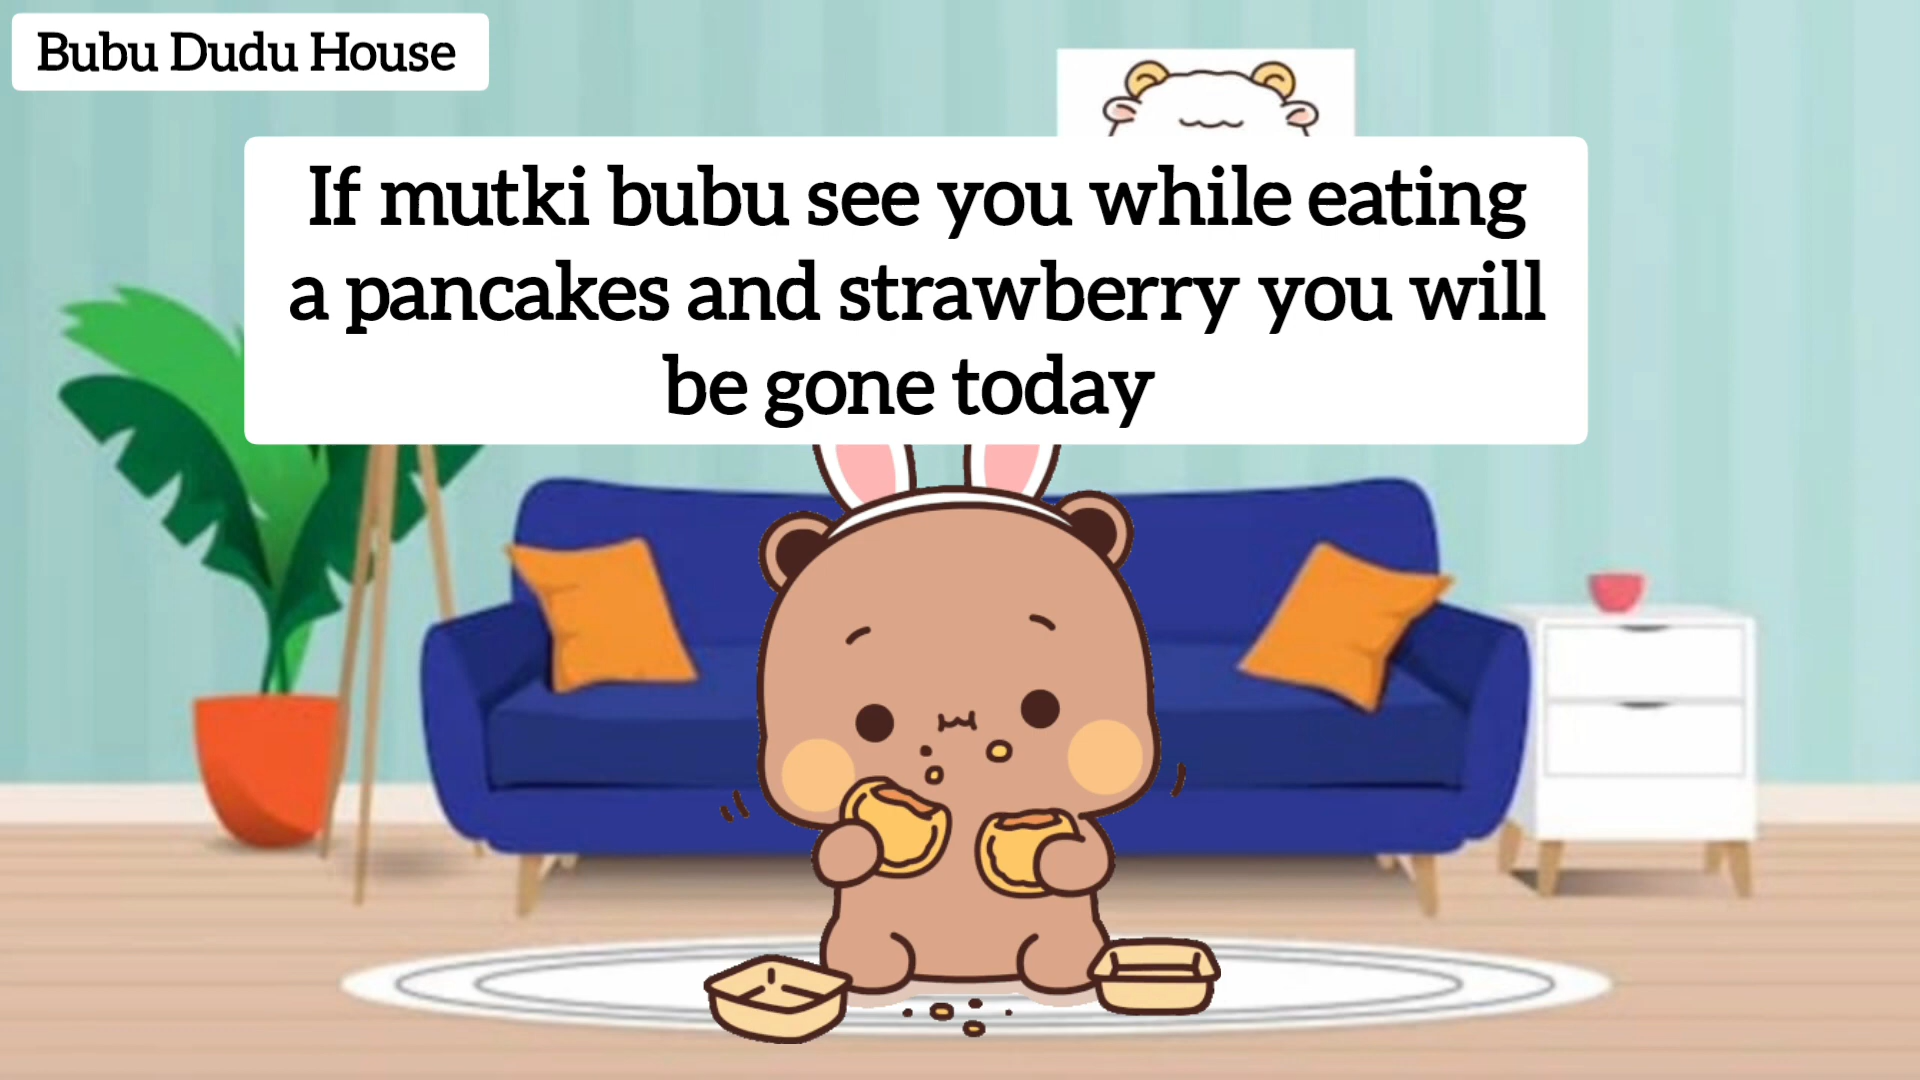 Bubu Dudu House
If mutki bubu see you while eating
a pancakes and strawberry you will
be gone today